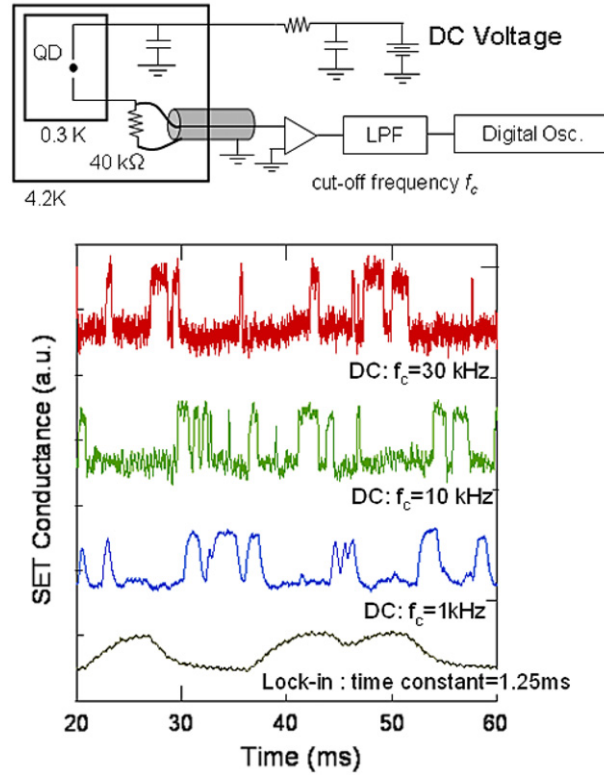 DC Voltage
QD
0.3 K
40 kΩ
4.2K
LPF
Digital Osc.
cut-off frequency fc
SET Conductance (a.u.)
DC: fc=30 kHz
DC: fc=10 kHz
DC: fc=1kHz
Lock-in : time constant=1.25ms
20 30 40 50 60
Time (ms)